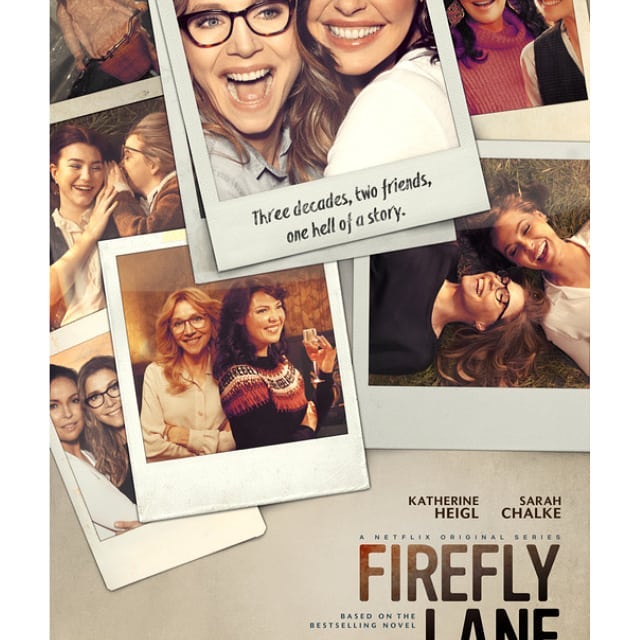 Three decades, two friends,
one hell of a story.
KATHERINE HEIGL
SARAH CHALKE
A NETFLIX ORIGINAL SERIES
FIREFLY
LANE
BASED ON THE
BESTSELLING NOVEL